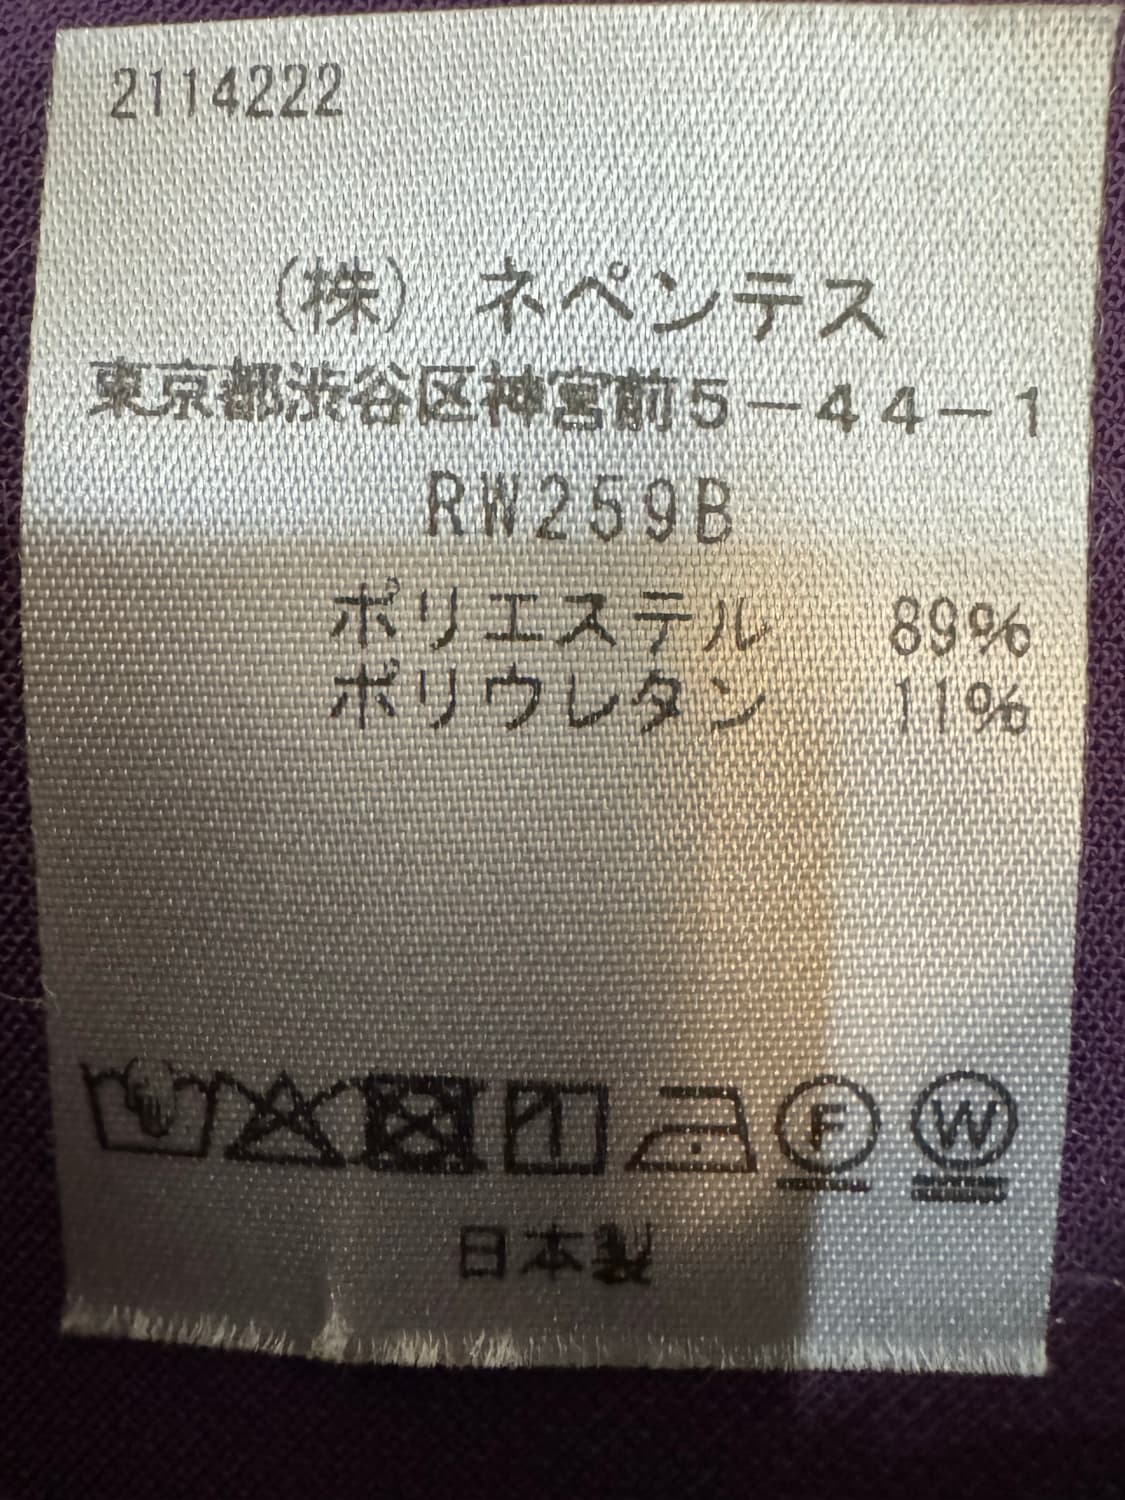 2114222
(株) ネペンテス
東京都渋谷区神宮前5-44-1
RW259B
ポリエステル 89%
ポリウレタン 11%
F W
日本製